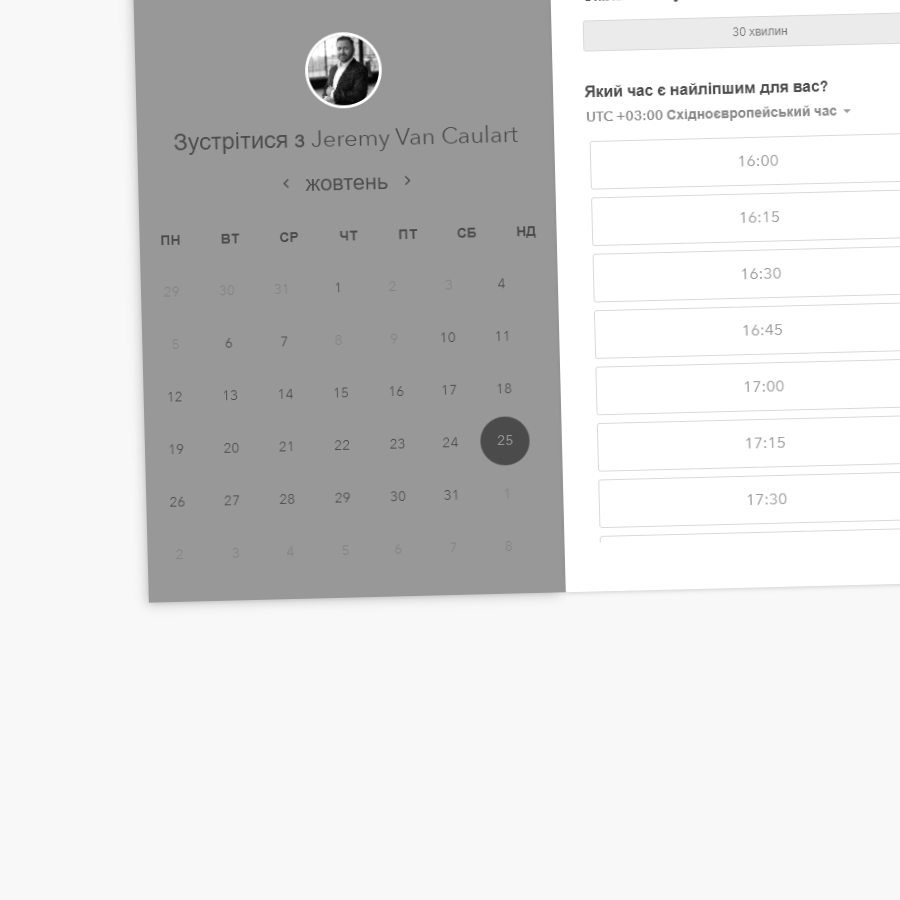 Зустрітися з Jeremy Van Caulart
жовтень
ПН ВТ СР ЧТ ПТ СБ НД
29 30 31 1 2 3 4
5 6 7 8 9 10 11
12 13 14 15 16 17 18
19 20 21 22 23 24 25
26 27 28 29 30 31 1
2 3 4 5 6 7 8
30 хвилин
Який час є найліпшим для вас?
UTC +03:00 Східноєвропейський час
16:00
16:15
16:30
16:45
17:00
17:15
17:30